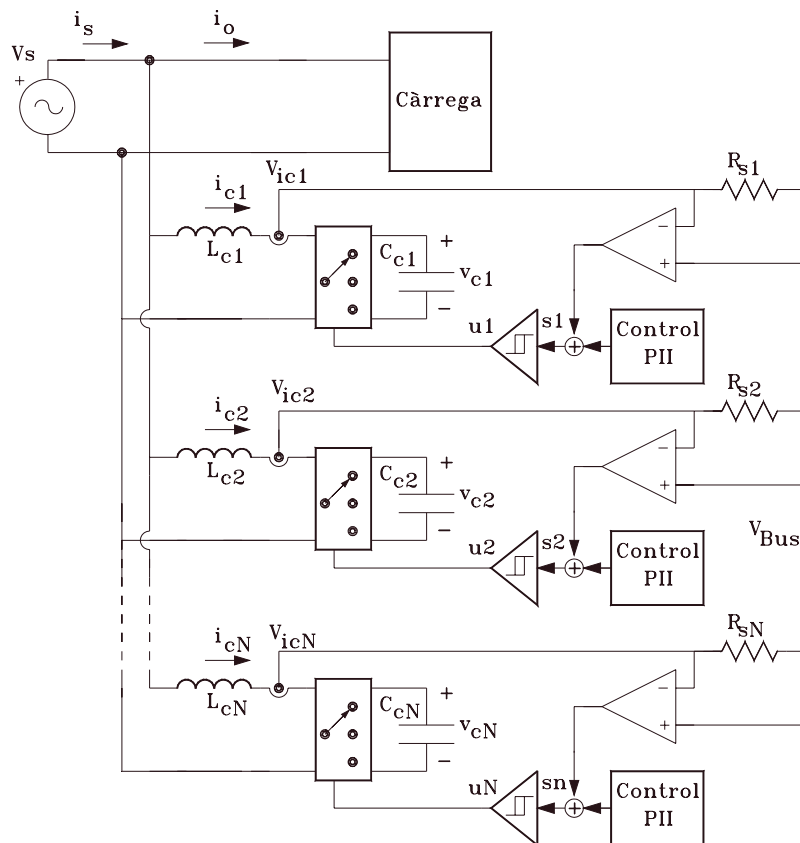 i_s
i_o
Vs
+
Càrrega
V_ic1
R_s1
i_c1
L_c1
C_c1
+
v_c1
−
−
+
u1
s1
+
Control
PII
V_ic2
R_s2
i_c2
L_c2
C_c2
+
v_c2
−
−
+
u2
s2
+
Control
PII
V_Bus
V_icN
R_sN
i_cN
L_cN
C_cN
+
v_cN
−
−
+
uN
sn
+
Control
PII